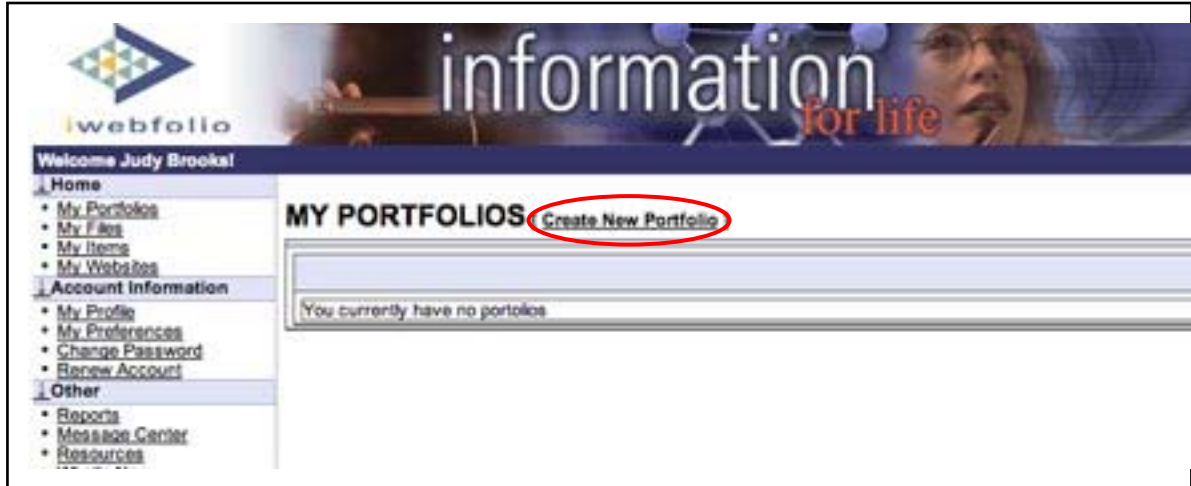 information
for life
iwebfolio
Welcome Judy Brooks!
Home
• My Portfolios
• My Files
• My Items
• My Websites
Account Information
• My Profile
• My Preferences
• Change Password
• Renew Account
Other
• Reports
• Message Center
• Resources
MY PORTFOLIOS Create New Portfolio
You currently have no portolios